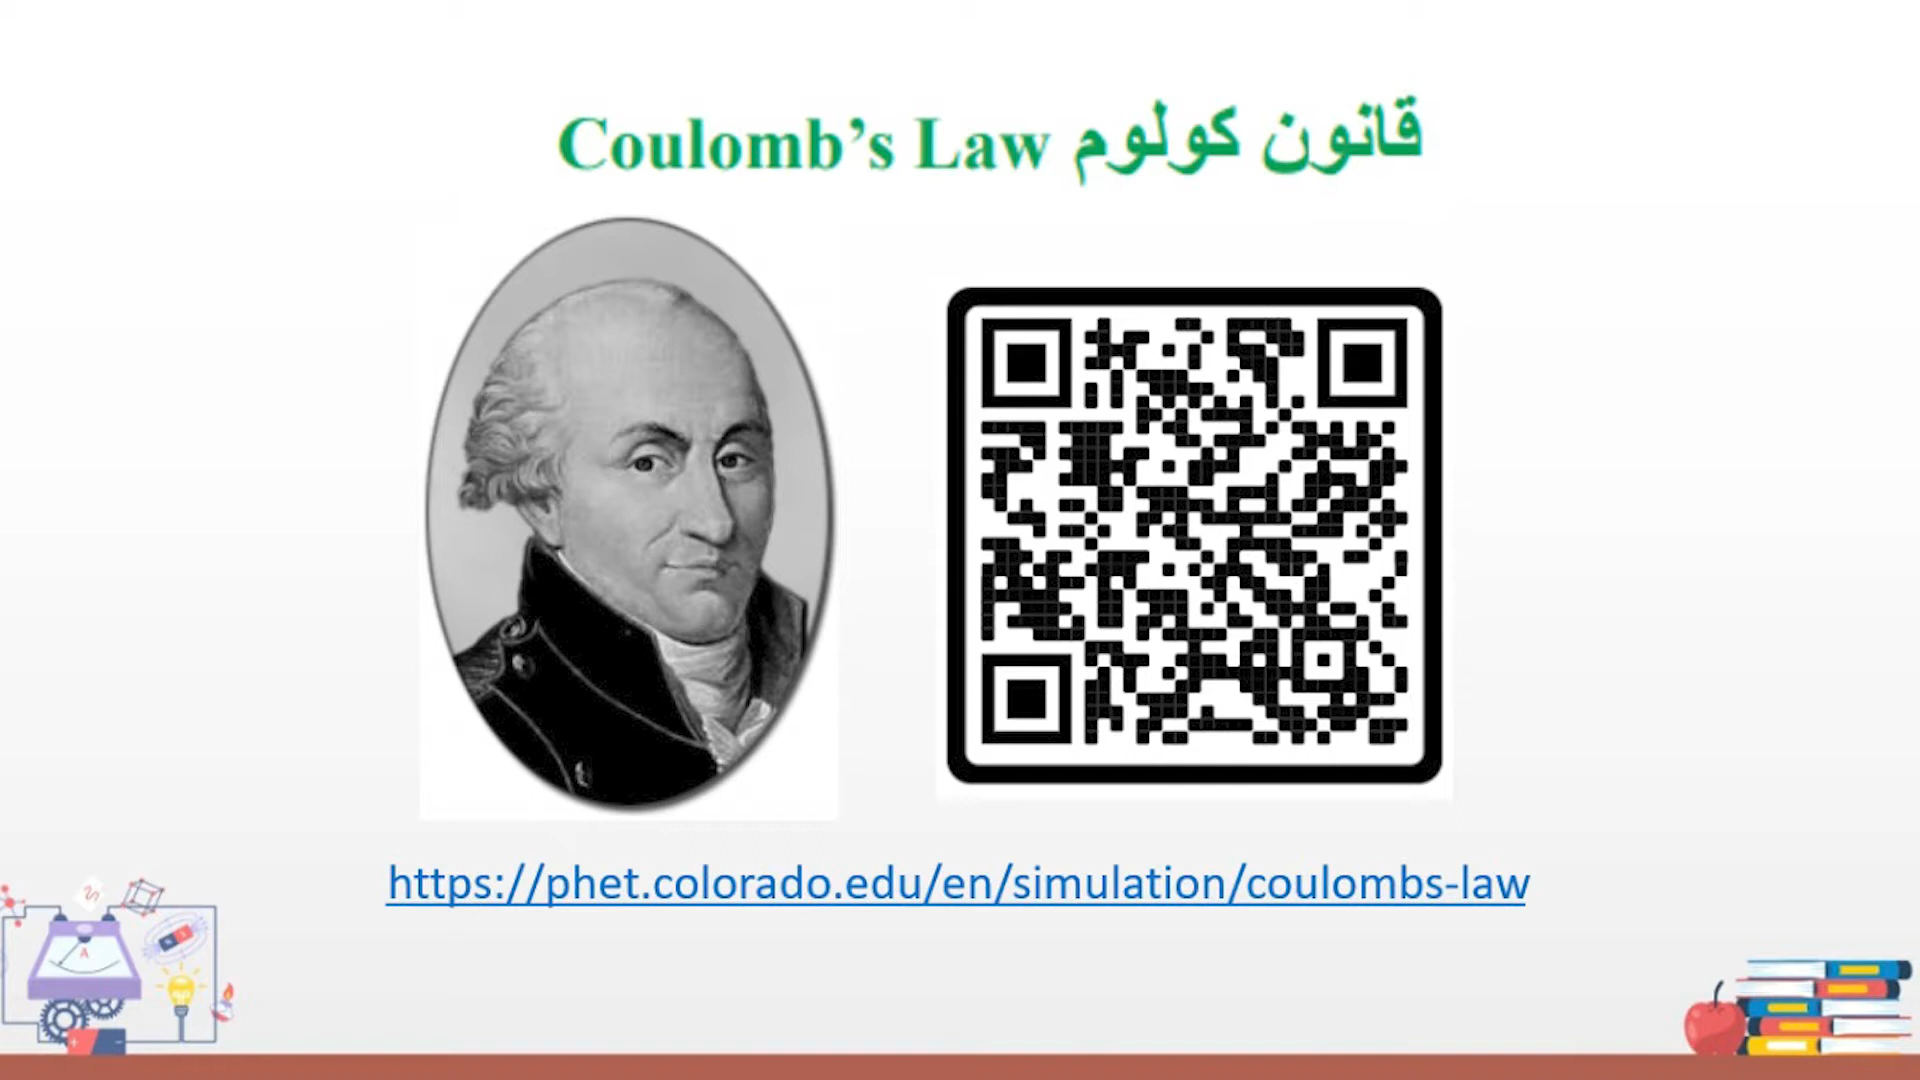 قانون كولوم Coulomb’s Law
https://phet.colorado.edu/en/simulation/coulombs-law
A